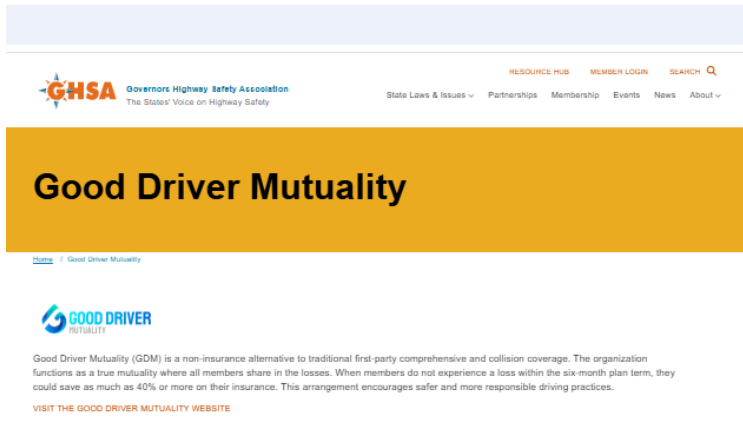 RESOURCE HUB MEMBER LOGIN SEARCH
GHSA
Governors Highway Safety Association
The States' Voice on Highway Safety
State Laws & Issues Partnerships Membership Events News About
Good Driver Mutuality
Home / Good Driver Mutuality
GOOD DRIVER
MUTUALITY
Good Driver Mutuality (GDM) is a non-insurance alternative to traditional first-party comprehensive and collision coverage. The organization
functions as a true mutuality where all members share in the losses. When members do not experience a loss within the six-month plan term, they
could save as much as 40% or more on their insurance. This arrangement encourages safer and more responsible driving practices.
VISIT THE GOOD DRIVER MUTUALITY WEBSITE